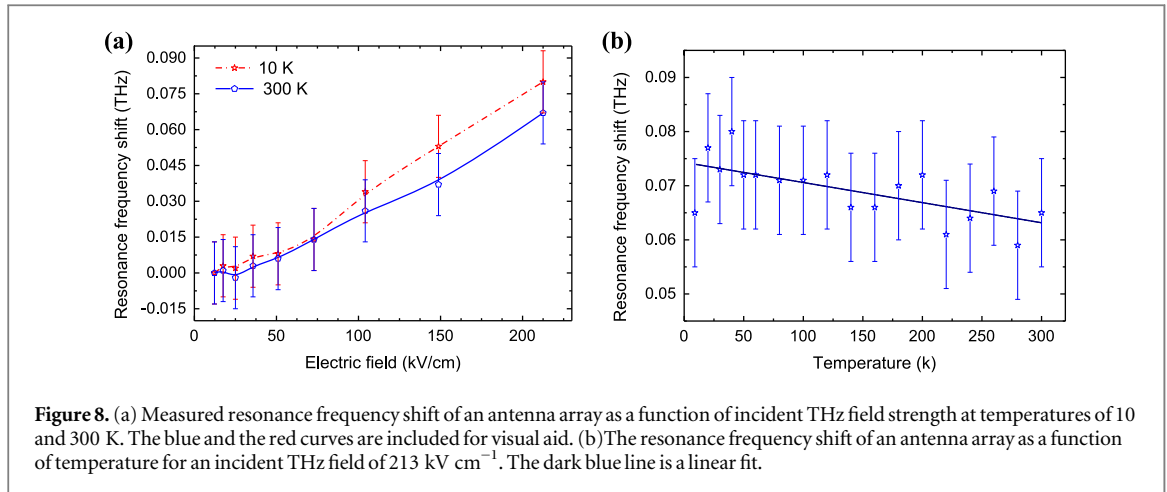 (a)
0.090
0.075
0.060
0.045
0.030
0.015
0.000
-0.015
Resonance frequency shift (THz)
10 K
300 K
0
50
100
150
200
Electric field (kV/cm)
(b)
0.09
0.08
0.07
0.06
0.05
Resonance frequency shift (THz)
0
50
100
150
200
250
300
Temperature (k)
Figure 8. (a) Measured resonance frequency shift of an antenna array as a function of incident THz field strength at temperatures of 10
and 300 K. The blue and the red curves are included for visual aid. (b)The resonance frequency shift of an antenna array as a function
of temperature for an incident THz field of 213 kV cm⁻¹. The dark blue line is a linear fit.